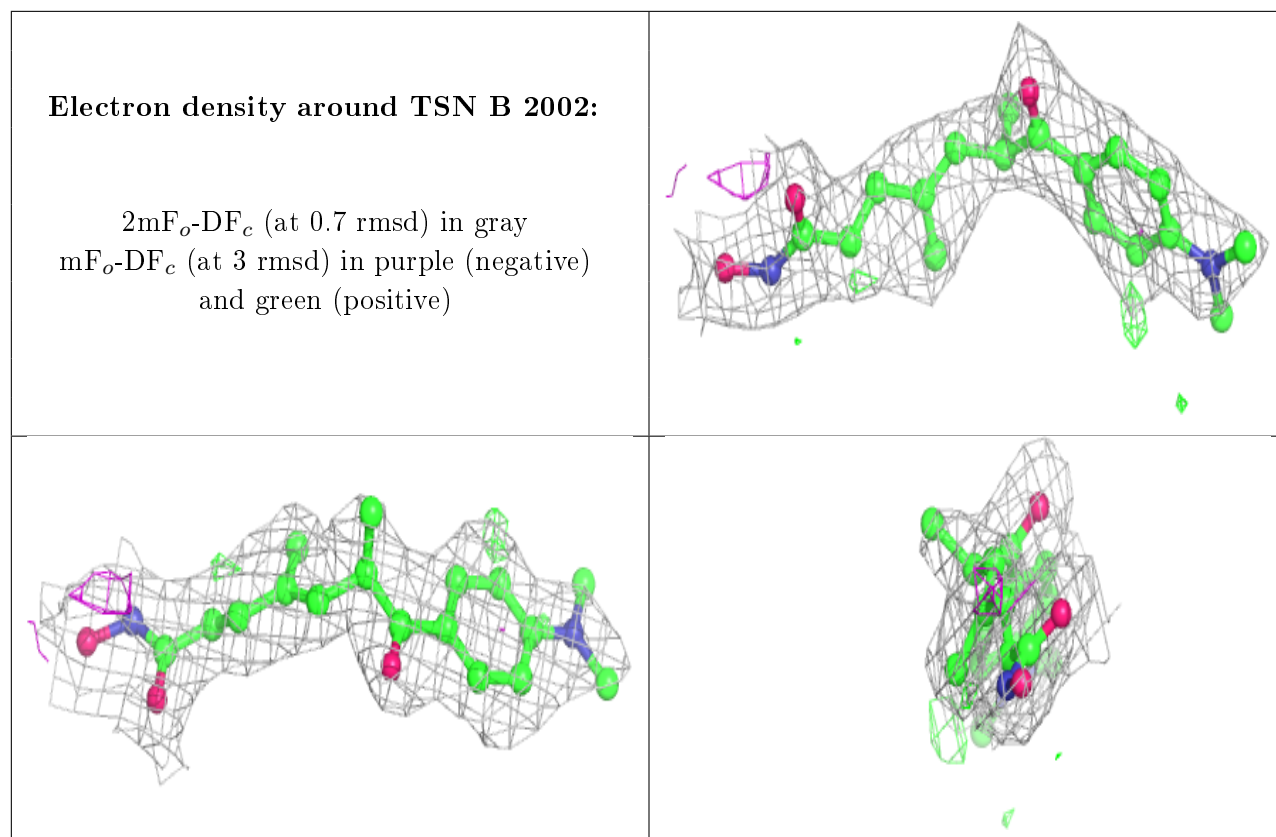 Electron density around TSN B 2002:
2mFo-DFc (at 0.7 rmsd) in gray
mFo-DFc (at 3 rmsd) in purple (negative)
and green (positive)